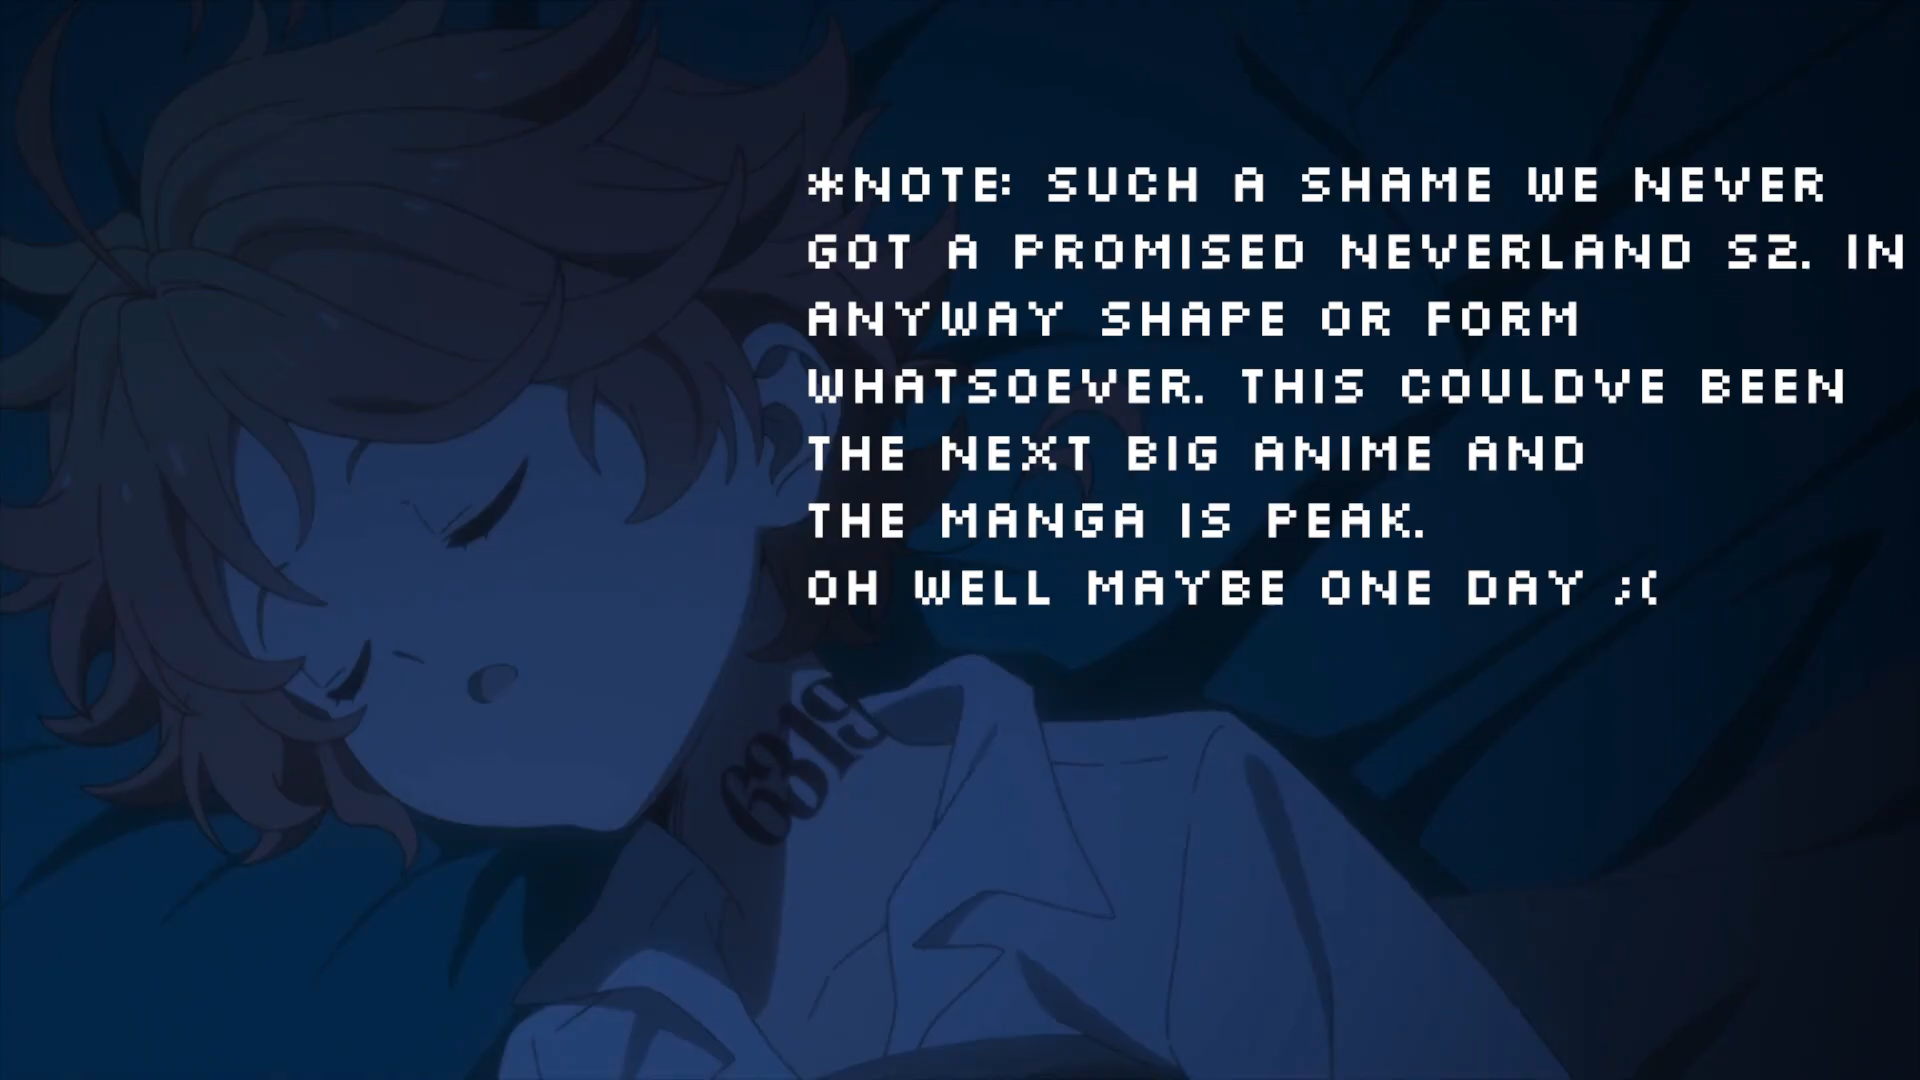 *NOTE: SUCH A SHAME WE NEVER
GOT A PROMISED NEVERLAND S2. IN
ANYWAY SHAPE OR FORM
WHATSOEVER. THIS COULDVE BEEN
THE NEXT BIG ANIME AND
THE MANGA IS PEAK.
OH WELL MAYBE ONE DAY ;(
63194